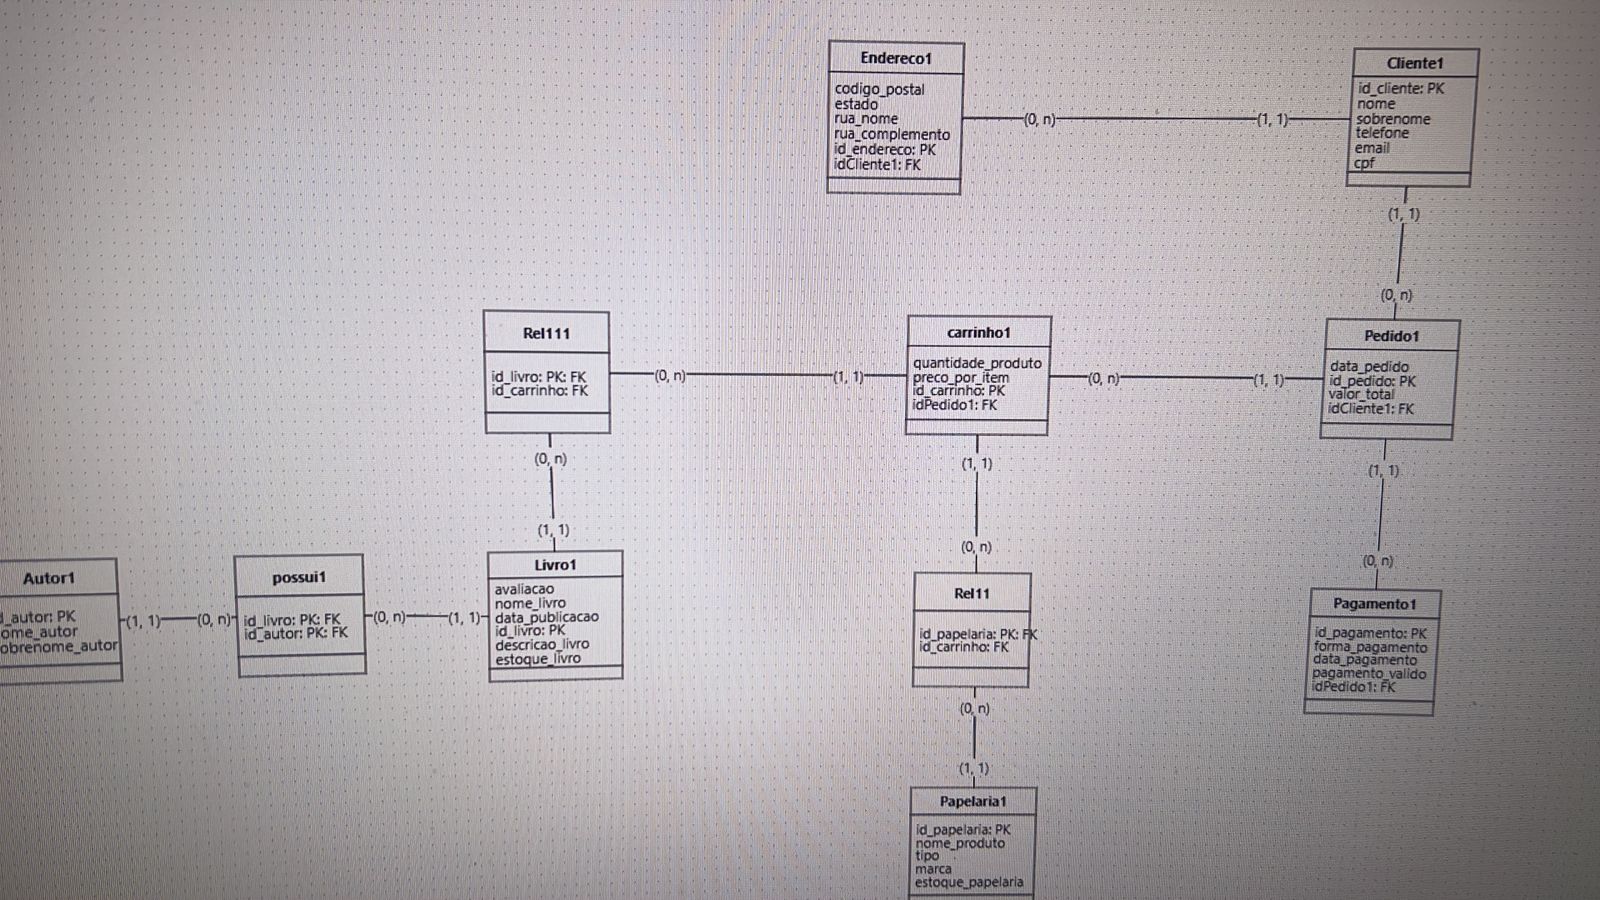 Endereco1
codigo_postal
estado
rua_nome
rua_complemento
id_endereco: PK
idCliente1: FK
(0, n)
(1, 1)
Cliente1
id_cliente: PK
nome
sobrenome
telefone
email
cpf
(1, 1)
(0, n)
Rel111
id_livro: PK: FK
id_carrinho: FK
(0, n)
(1, 1)
carrinho1
quantidade_produto
preco_por_item
id_carrinho: PK
idPedido1: FK
(0, n)
(1, 1)
Pedido1
data_pedido
id_pedido: PK
valor_total
idCliente1: FK
(0, n)
(1, 1)
(1, 1)
(0, n)
(1, 1)
(0, n)
Autor1
_autor: PK
ome_autor
obrenome_autor
(1, 1)
(0, n)
possui1
id_livro: PK: FK
id_autor: PK: FK
(0, n)
(1, 1)
Livro1
avaliacao
nome_livro
data_publicacao
id_livro: PK
descricao_livro
estoque_livro
Rel11
id_papelaria: PK: FK
id_carrinho: FK
Pagamento1
id_pagamento: PK
forma_pagamento
data_pagamento
pagamento_valido
idPedido1: FK
(0, n)
(1, 1)
Papelaria1
id_papelaria: PK
nome_produto
tipo
marca
estoque_papelaria